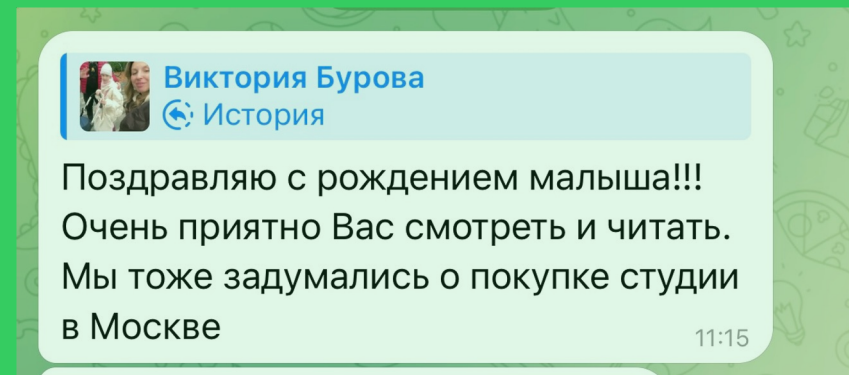 Виктория Бурова
История
Поздравляю с рождением малыша!!!
Очень приятно Вас смотреть и читать.
Мы тоже задумались о покупке студии
в Москве
11:15